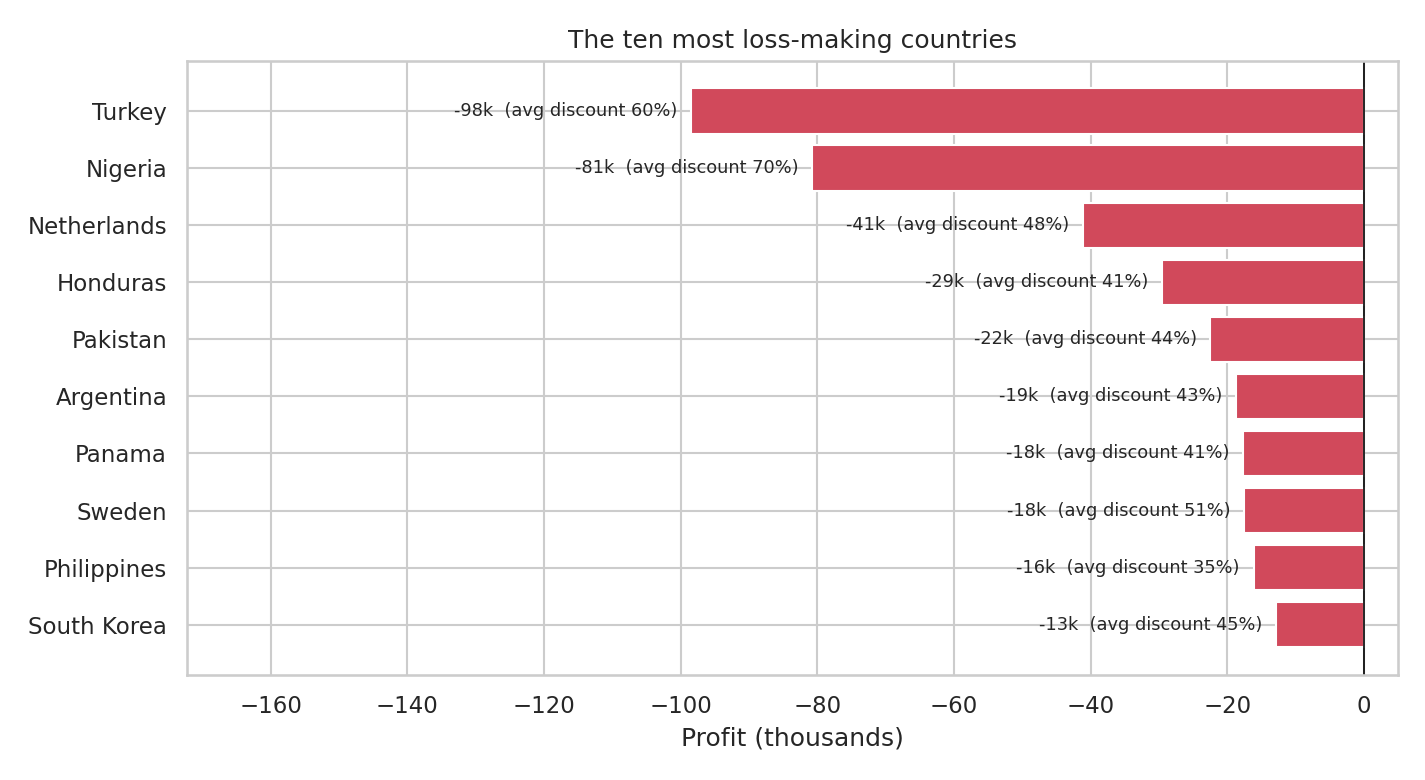 The ten most loss-making countries
Turkey -98k (avg discount 60%)
Nigeria -81k (avg discount 70%)
Netherlands -41k (avg discount 48%)
Honduras -29k (avg discount 41%)
Pakistan -22k (avg discount 44%)
Argentina -19k (avg discount 43%)
Panama -18k (avg discount 41%)
Sweden -18k (avg discount 51%)
Philippines -16k (avg discount 35%)
South Korea -13k (avg discount 45%)
−160 −140 −120 −100 −80 −60 −40 −20 0
Profit (thousands)